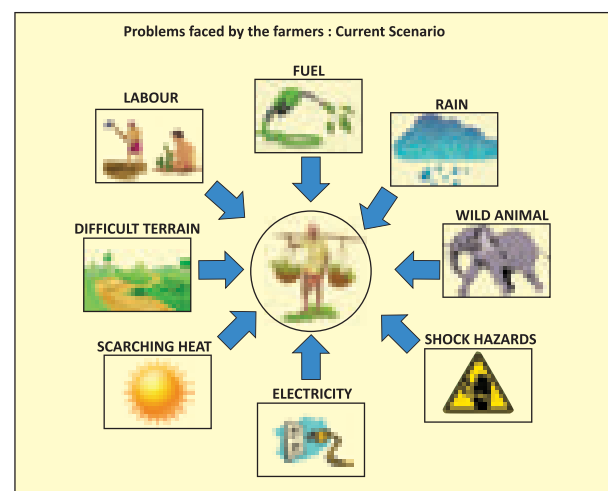 Problems faced by the farmers : Current Scenario
FUEL
LABOUR
RAIN
DIFFICULT TERRAIN
WILD ANIMAL
SCARCHING HEAT
SHOCK HAZARDS
ELECTRICITY